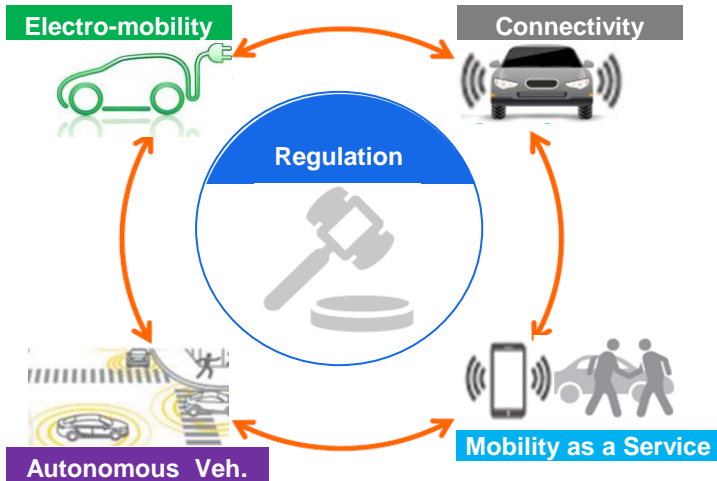 Electro-mobility
Connectivity
Regulation
Autonomous Veh.
Mobility as a Service